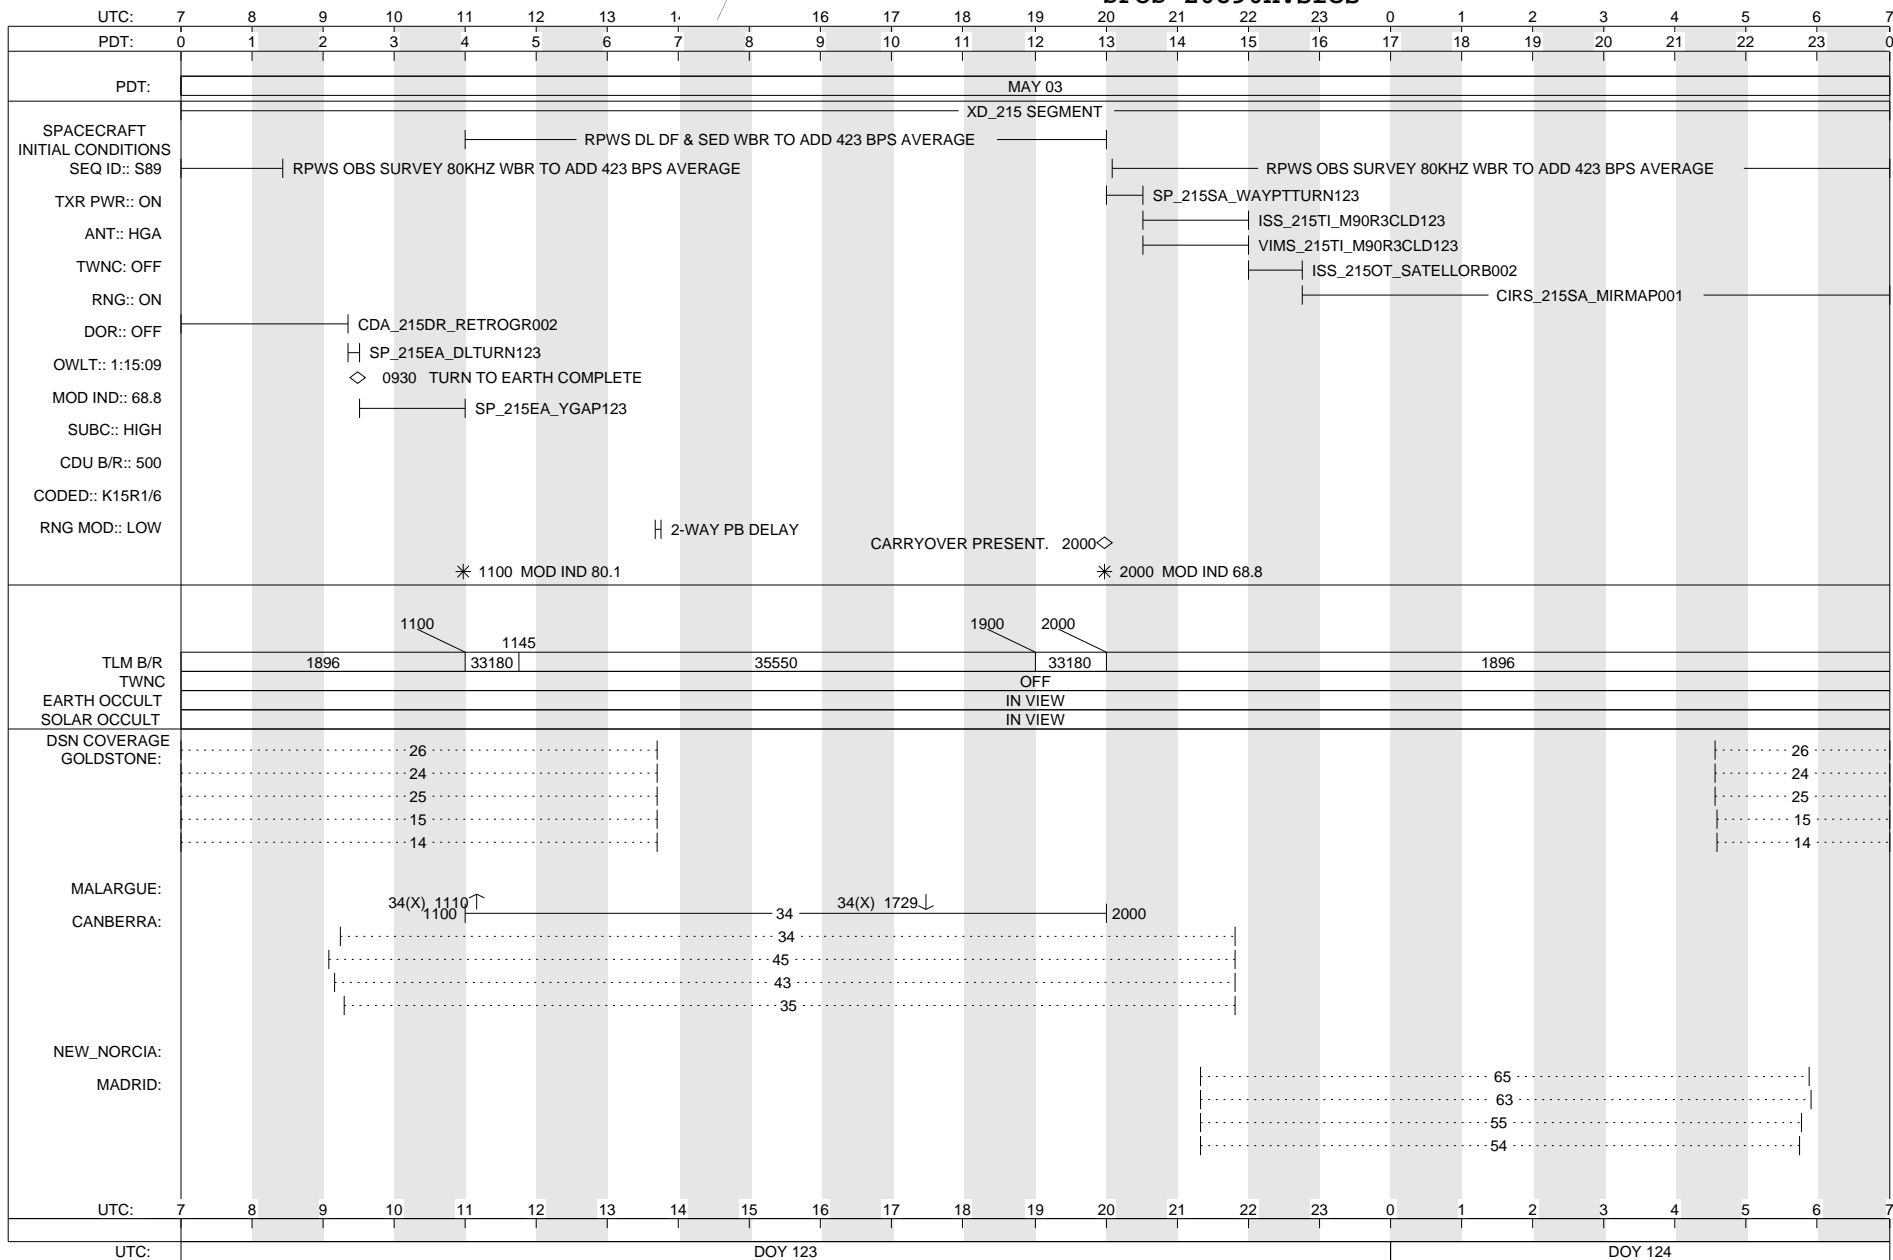 UTC: 7 8 9 10 11 12 13 16 17 18 19 20 21 22 23 0 1 2 3 4 5 6 7
PDT: 0 1 2 3 4 5 6 7 8 9 10 11 12 13 14 15 16 17 18 19 20 21 22 23 0
PDT: MAY 03
XD_215 SEGMENT
SPACECRAFT
INITIAL CONDITIONS
RPWS DL DF & SED WBR TO ADD 423 BPS AVERAGE
SEQ ID:: S89
RPWS OBS SURVEY 80KHZ WBR TO ADD 423 BPS AVERAGE
RPWS OBS SURVEY 80KHZ WBR TO ADD 423 BPS AVERAGE
TXR PWR:: ON
SP_215SA_WAYPTTURN123
ISS_215TI_M90R3CLD123
ANT:: HGA
VIMS_215TI_M90R3CLD123
TWNC: OFF
ISS_215OT_SATELLORB002
RNG:: ON
CIRS_215SA_MIRMAP001
DOR:: OFF
CDA_215DR_RETROGR002
SP_215EA_DLTURN123
OWLT:: 1:15:09
0930 TURN TO EARTH COMPLETE
MOD IND:: 68.8
SP_215EA_YGAP123
SUBC:: HIGH
CDU B/R:: 500
CODED:: K15R1/6
RNG MOD:: LOW
2-WAY PB DELAY
CARRYOVER PRESENT. 2000
1100 MOD IND 80.1
2000 MOD IND 68.8
1100 1145 1900 2000
TLM B/R 1896 33180 35550 33180 1896
TWNC OFF
EARTH OCCULT IN VIEW
SOLAR OCCULT IN VIEW
DSN COVERAGE
GOLDSTONE:
26 26
24 24
25 25
15 15
14 14
MALARGUE:
34(X) 1110 34(X) 1729
CANBERRA:
1100 34 2000
34
45
43
35
NEW_NORCIA:
MADRID:
65
63
55
54
UTC: 7 8 9 10 11 12 13 14 15 16 17 18 19 20 21 22 23 0 1 2 3 4 5 6 7
UTC: DOY 123 DOY 124